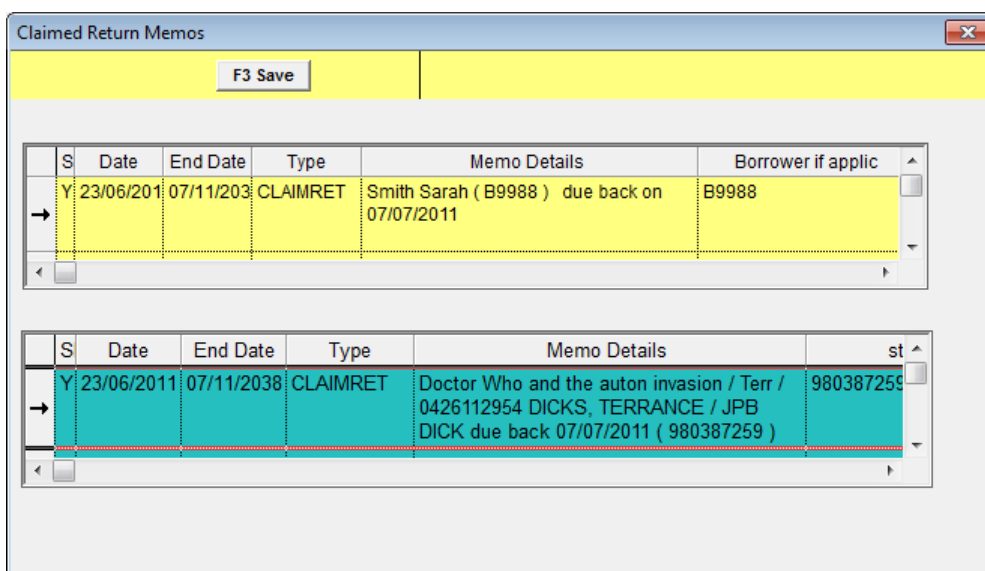 Claimed Return Memos
F3 Save
S Date End Date Type Memo Details Borrower if applic
Y 23/06/201 07/11/203 CLAIMRET Smith Sarah ( B9988 ) due back on B9988
07/07/2011
S Date End Date Type Memo Details st
Y 23/06/2011 07/11/2038 CLAIMRET Doctor Who and the auton invasion / Terr / 980387259
0426112954 DICKS, TERRANCE / JPB
DICK due back 07/07/2011 ( 980387259 )